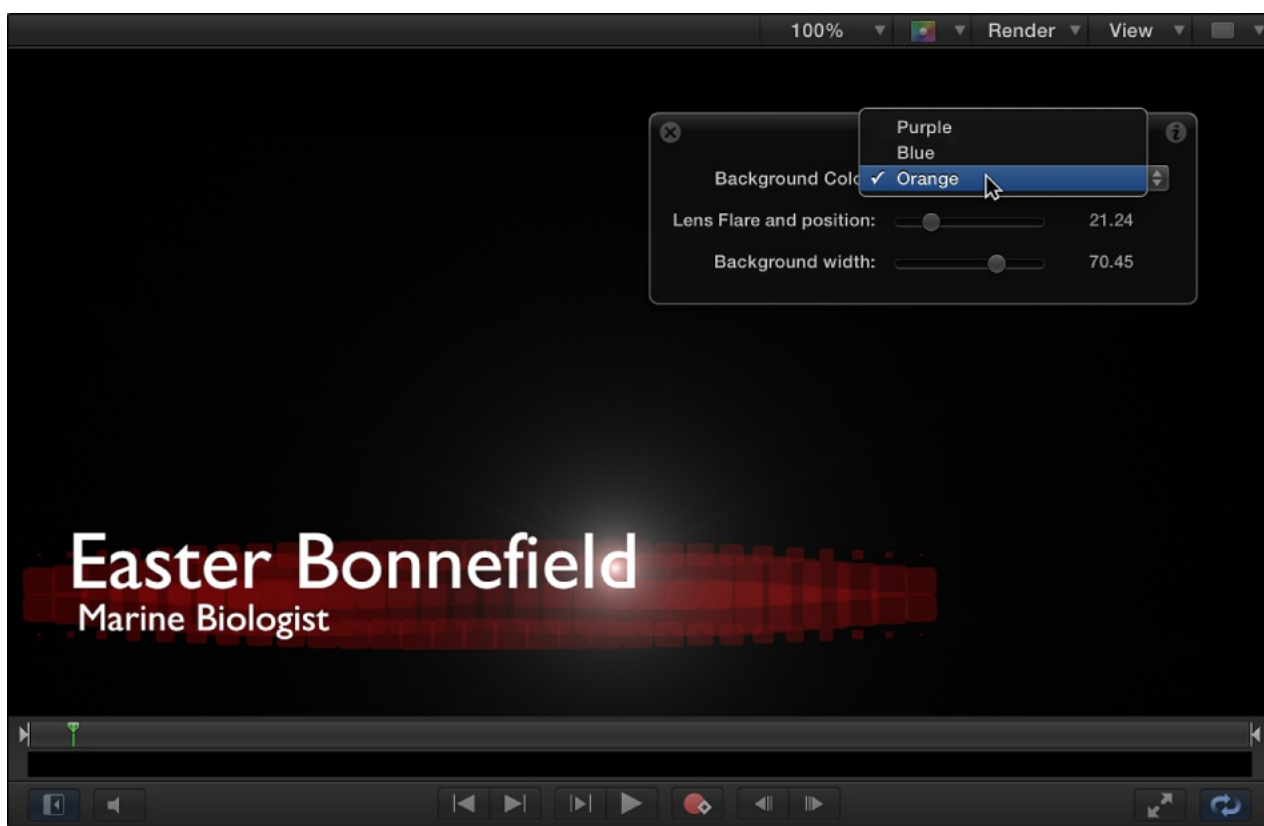 100% Render View
Purple
Blue
Background Colo ✓ Orange
Lens Flare and position: 21.24
Background width: 70.45
Easter Bonnefield
Marine Biologist